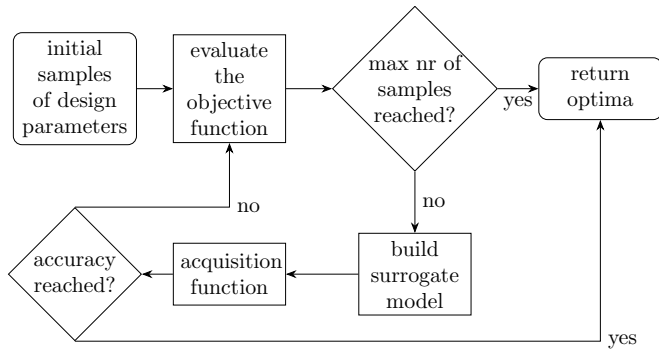 initial
samples
of design
parameters
evaluate
the
objective
function
max nr of
samples
reached?
yes
return
optima
no
build
surrogate
model
acquisition
function
accuracy
reached?
no
yes